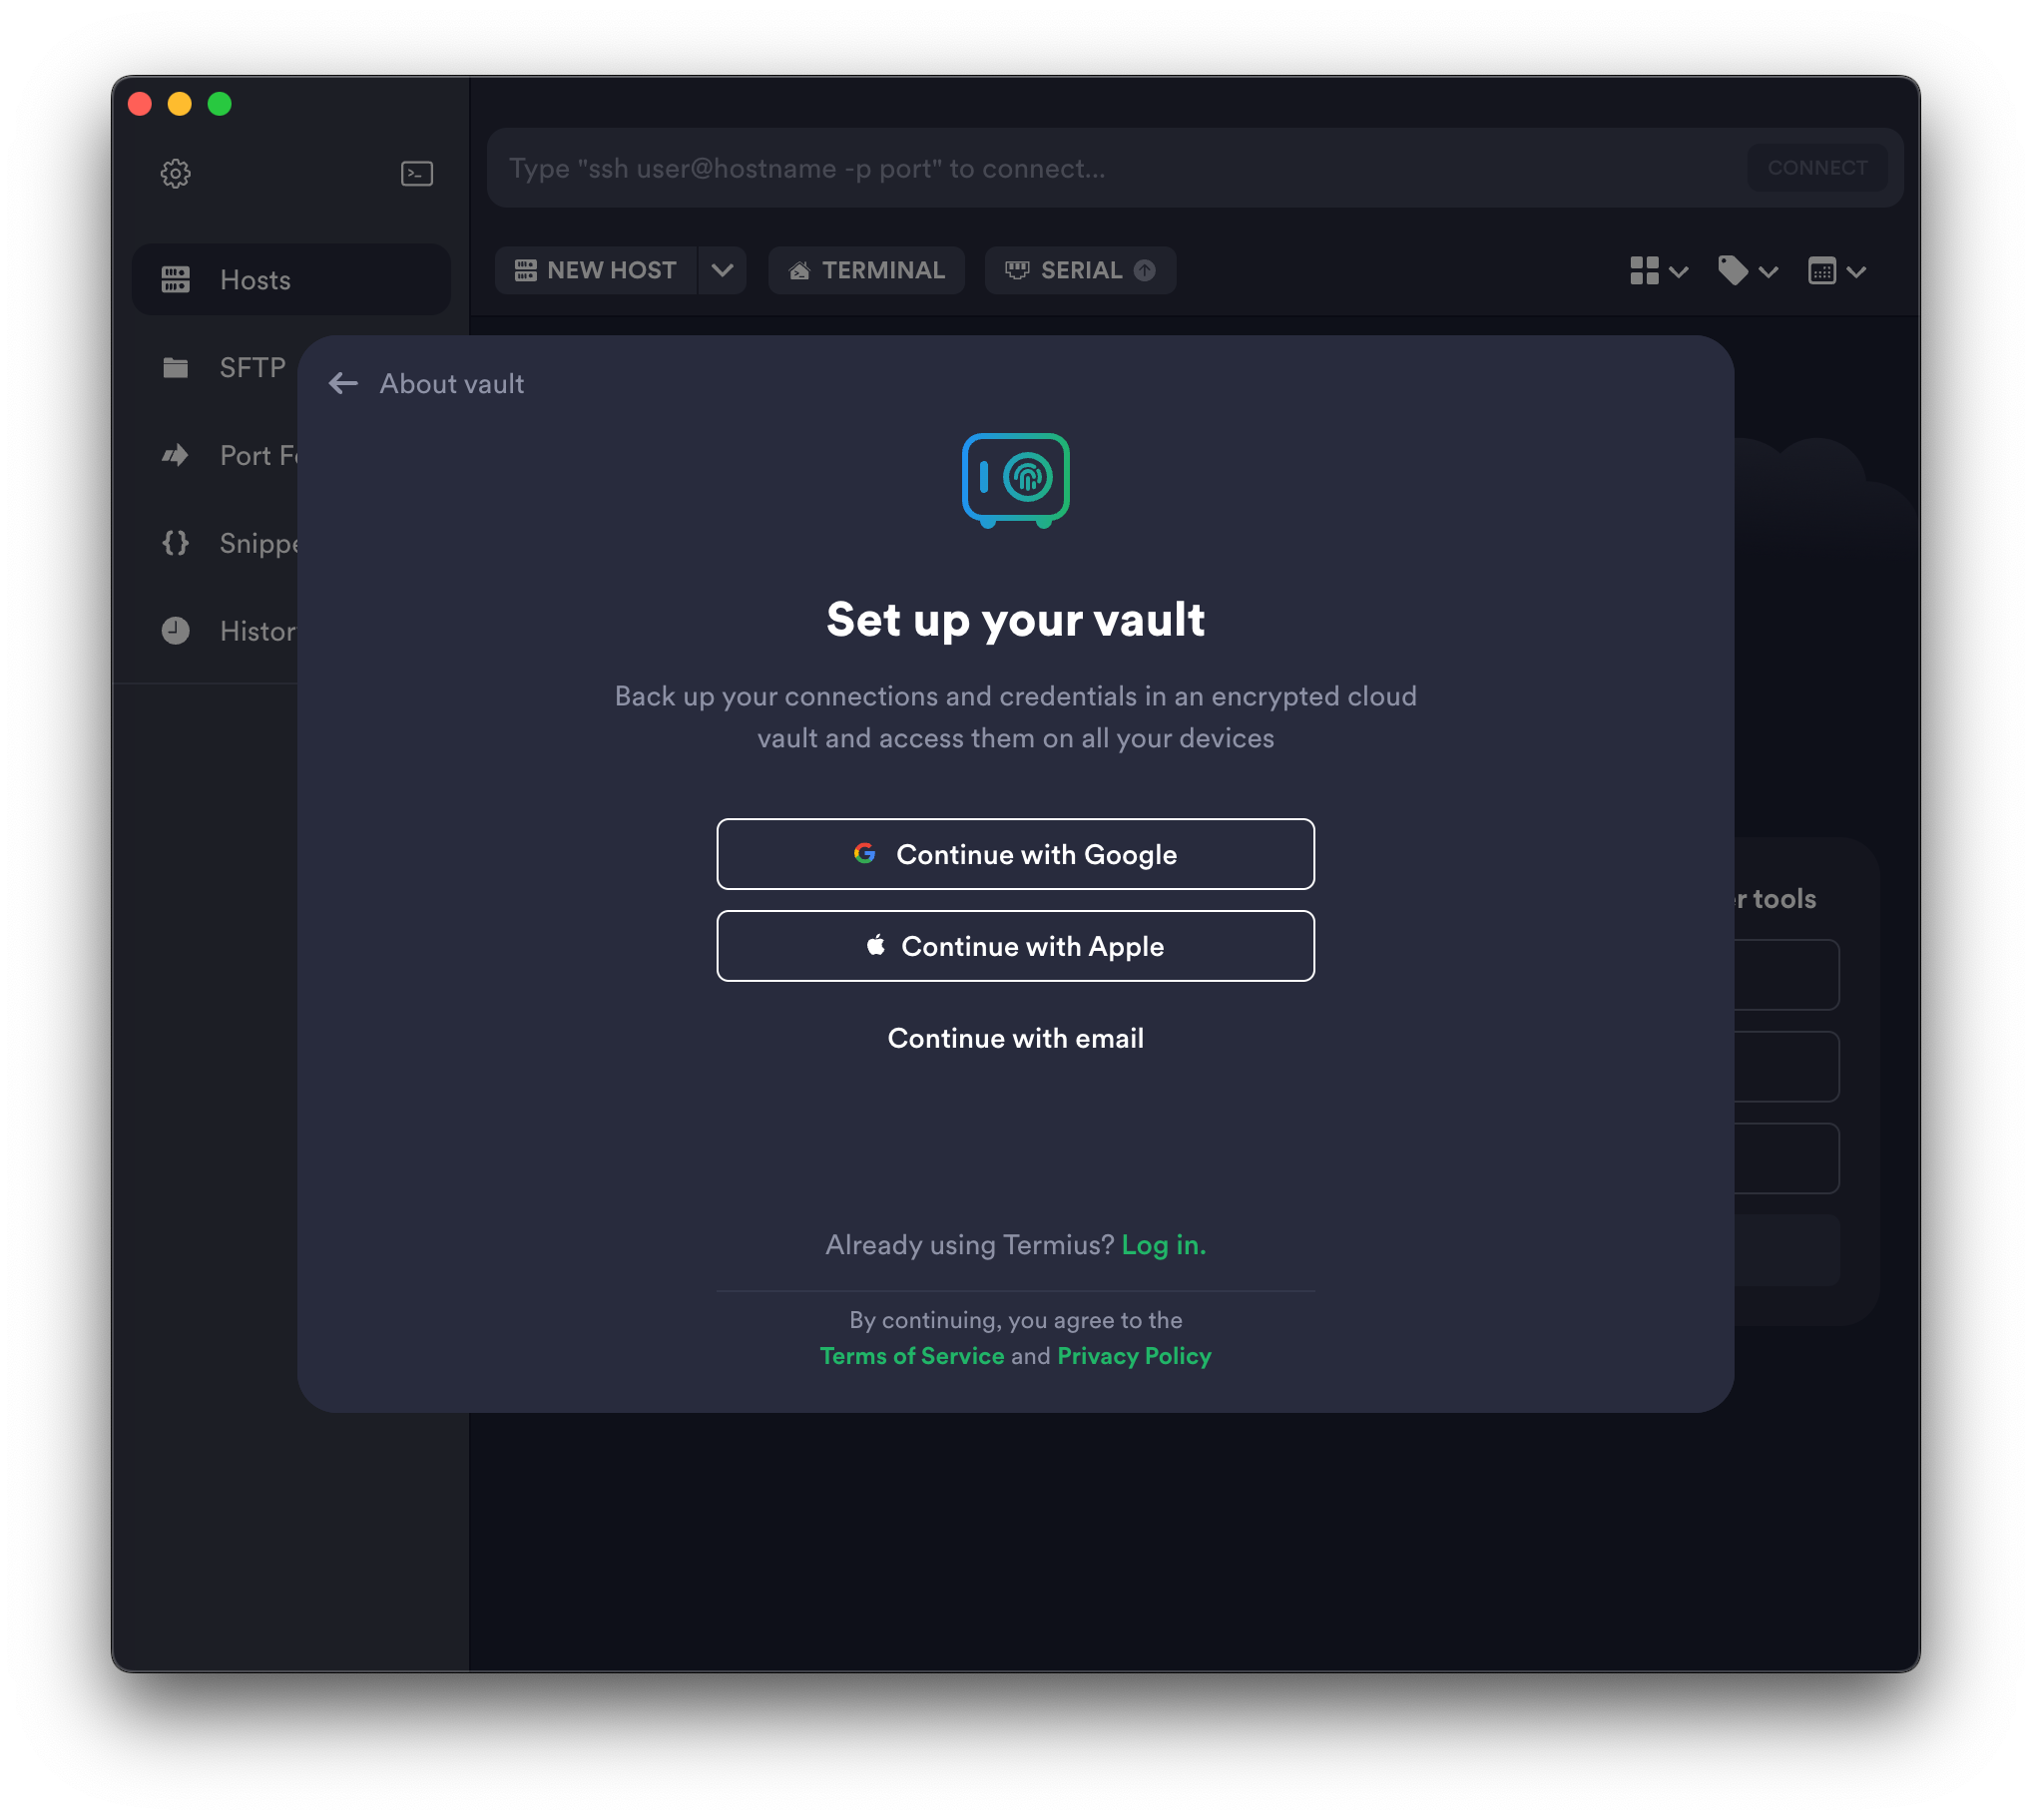 Type "ssh user@hostname -p port" to connect...
CONNECT
Hosts
NEW HOST
TERMINAL
SERIAL
SFTP
Port Fo
Snippe
Histor
About vault
Set up your vault
Back up your connections and credentials in an encrypted cloud
vault and access them on all your devices
Continue with Google
Continue with Apple
Continue with email
r tools
Already using Termius? Log in.
By continuing, you agree to the
Terms of Service and Privacy Policy